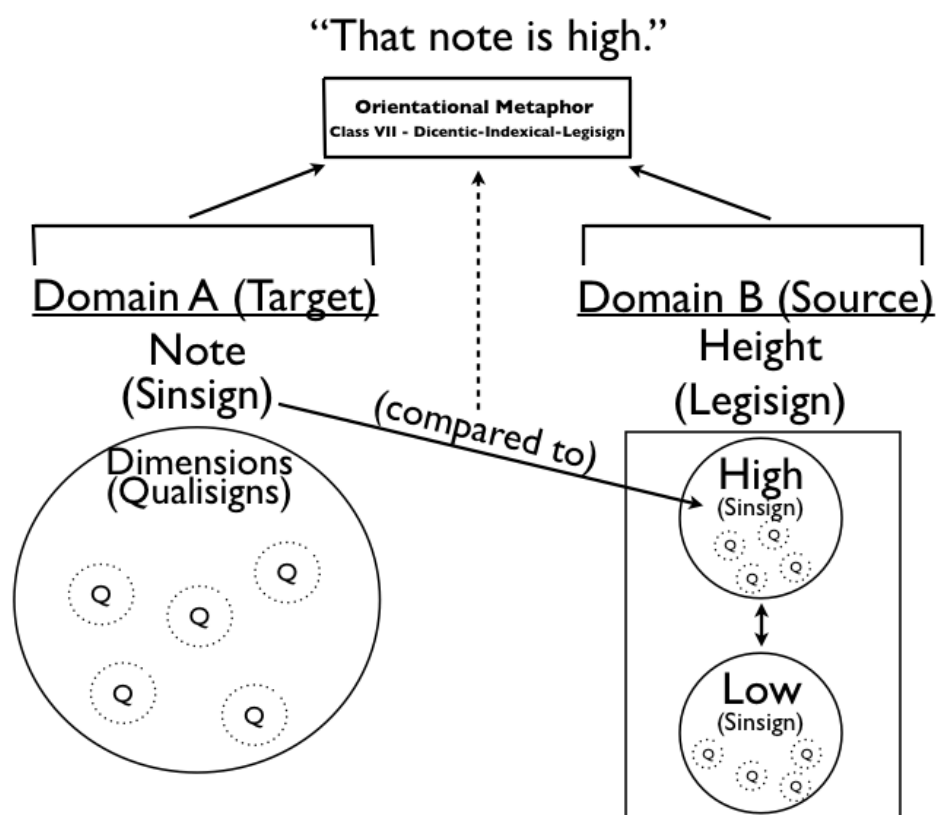 “That note is high.”
Orientational Metaphor
Class VII - Dicentic-Indexical-Legisign
Domain A (Target)
Note
(Sinsign)
Dimensions
(Qualisigns)
Q
Q
Q
Q
Q
(compared to)
Domain B (Source)
Height
(Legisign)
High
(Sinsign)
Q
Q
Q
Q
Low
(Sinsign)
Q
Q
Q
Q